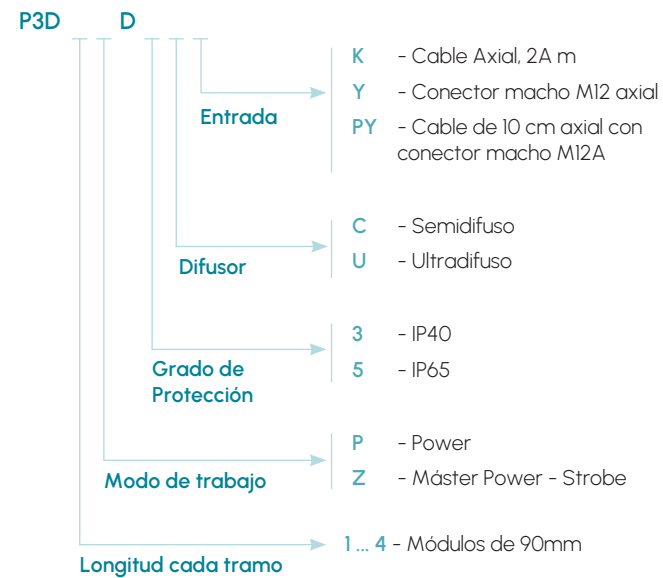 P3D D
K - Cable Axial, 2A m
Y - Conector macho M12 axial
PY - Cable de 10 cm axial con
conector macho M12A
Entrada
C - Semidifuso
U - Ultradifuso
Difusor
3 - IP40
5 - IP65
Grado de
Protección
P - Power
Z - Máster Power - Strobe
Modo de trabajo
1 ... 4 - Módulos de 90mm
Longitud cada tramo